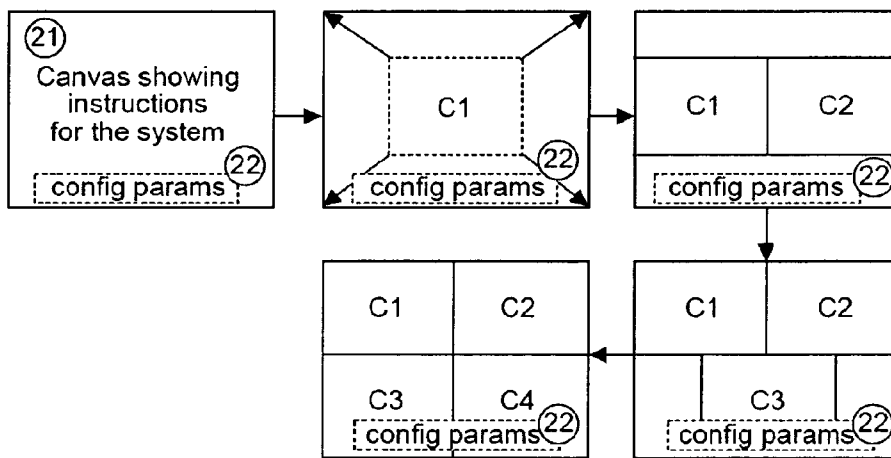 21
Canvas showing
instructions
for the system
22
config params
C1
22
config params
C1 C2
22
config params
C1 C2
C3 C4
22
config params
C1 C2
C3
22
config params